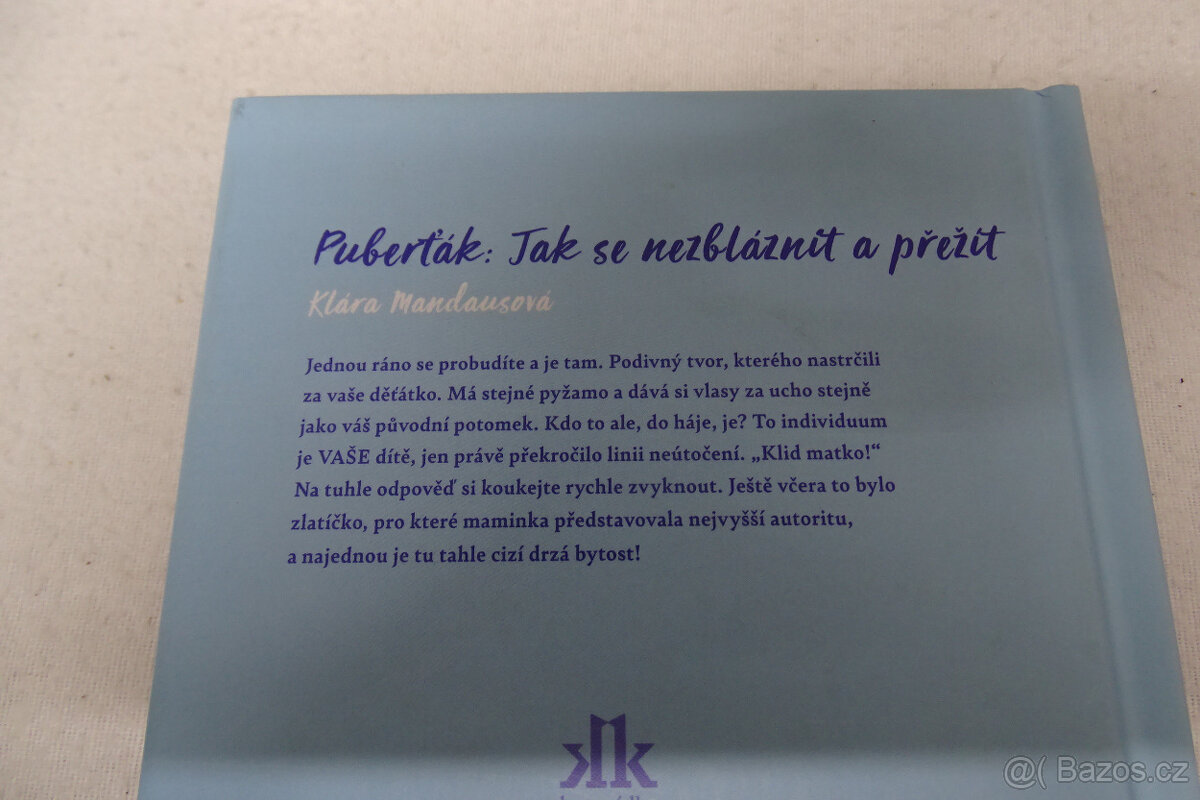 Puberťák: Jak se nezbláznit a přežít
Klára Mandausová
Jednou ráno se probudíte a je tam. Podivný tvor, kterého nastrčili
za vaše děťátko. Má stejné pyžamo a dává si vlasy za ucho stejně
jako váš původní potomek. Kdo to ale, do háje, je? To individuum
je VAŠE dítě, jen právě překročilo linii neútočení. „Klid matko!“
Na tuhle odpověď si koukejte rychle zvyknout. Ještě včera to bylo
zlatíčko, pro které maminka představovala nejvyšší autoritu,
a najednou je tu tahle cizí drzá bytost!
@( Bazos.cz